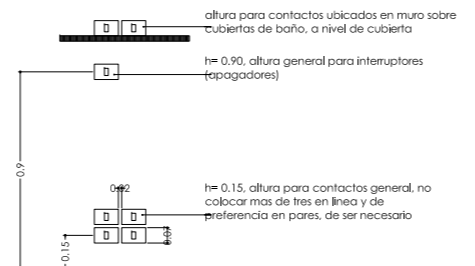 altura para contactos ubicados en muro sobre
cubiertas de baño, a nivel de cubierta
h= 0.90, altura general para interruptores
(apagadores)
0.9
0.02
h= 0.15, altura para contactos general, no
colocar mas de tres en línea y de
preferencia en pares, de ser necesario
0.07
0.15